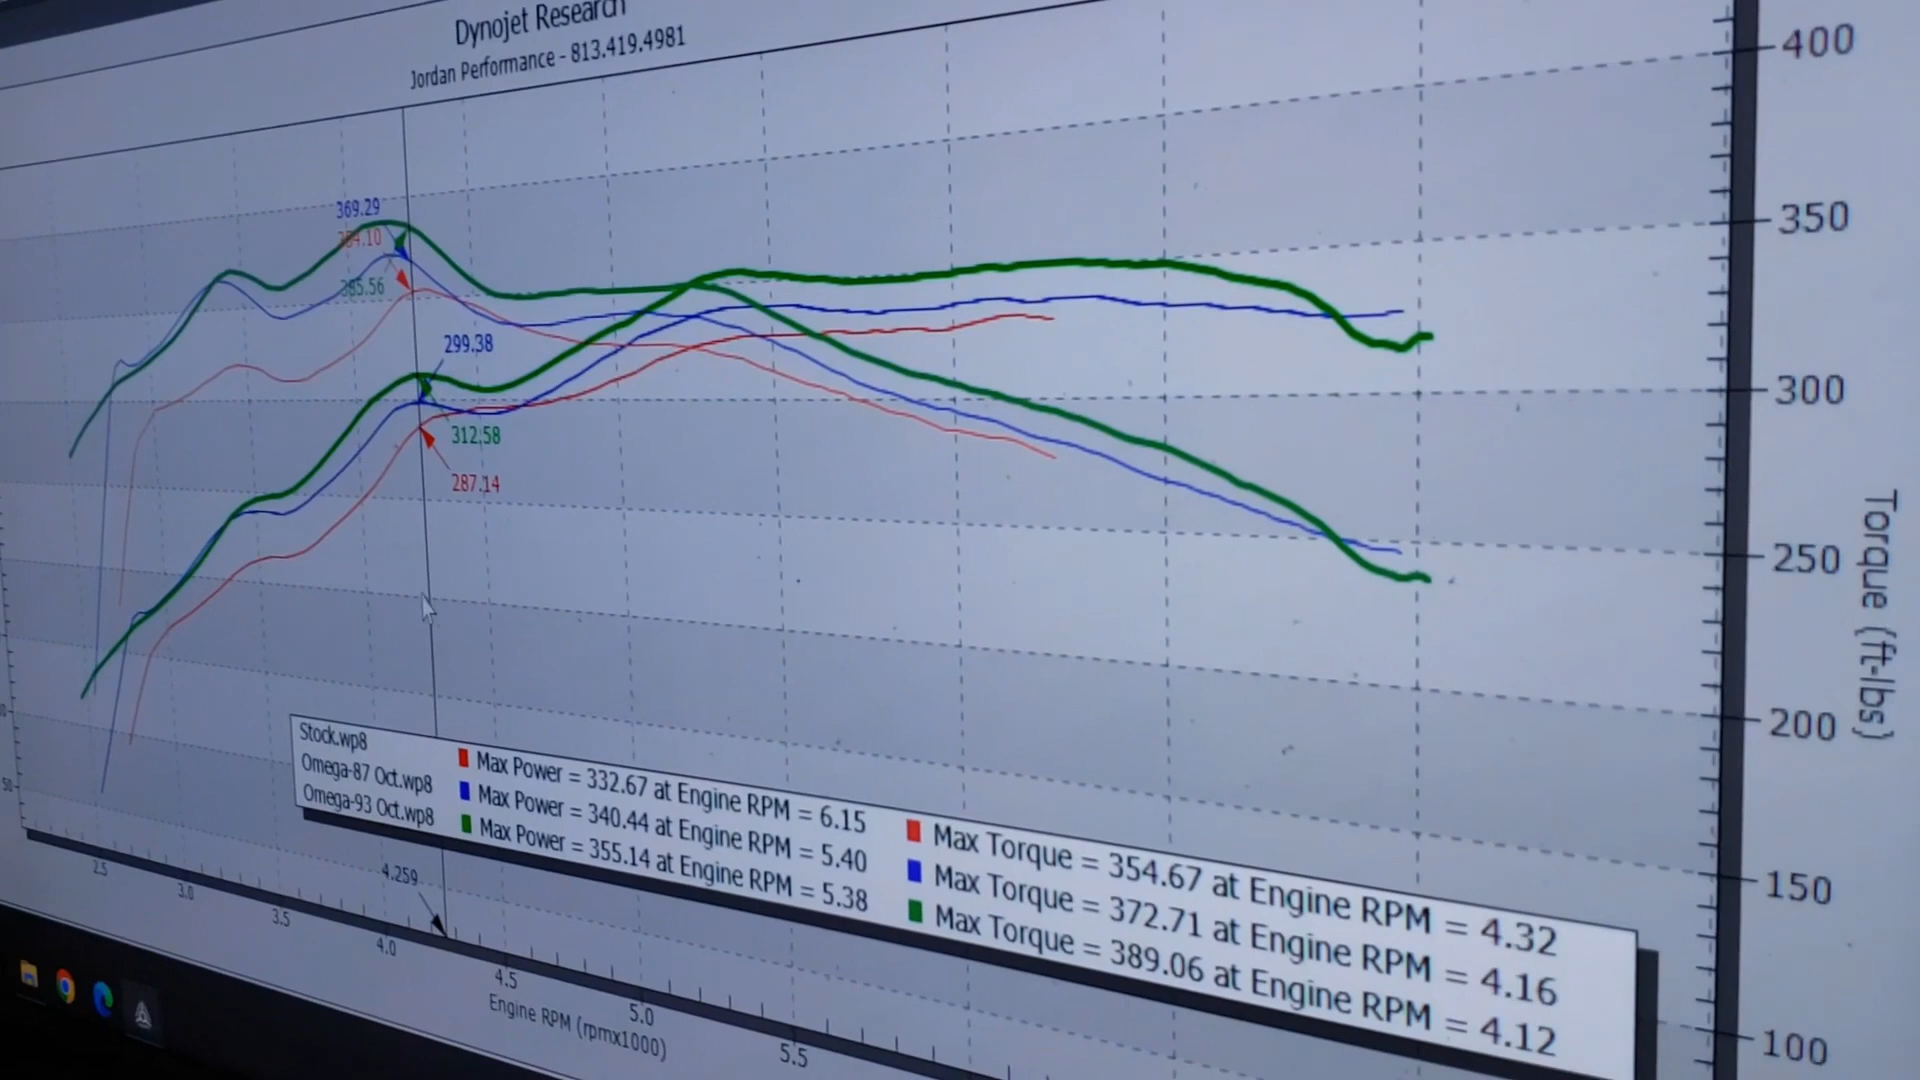 Dynojet Research
Jordan Performance - 813.419.4981
400
350
300
250
200
150
100
Torque (ft-lbs)
369.29
385.56
299.38
312.58
287.14
Stock.wp8
Omega-87 Oct.wp8
Omega-93 Oct.wp8
Max Power = 332.67 at Engine RPM = 6.15
Max Power = 340.44 at Engine RPM = 5.40
Max Power = 355.14 at Engine RPM = 5.38
Max Torque = 354.67 at Engine RPM = 4.32
Max Torque = 372.71 at Engine RPM = 4.16
Max Torque = 389.06 at Engine RPM = 4.12
50
4.259
2.5 3.0 3.5 4.0 4.5 5.0 5.5
Engine RPM (rpmx1000)